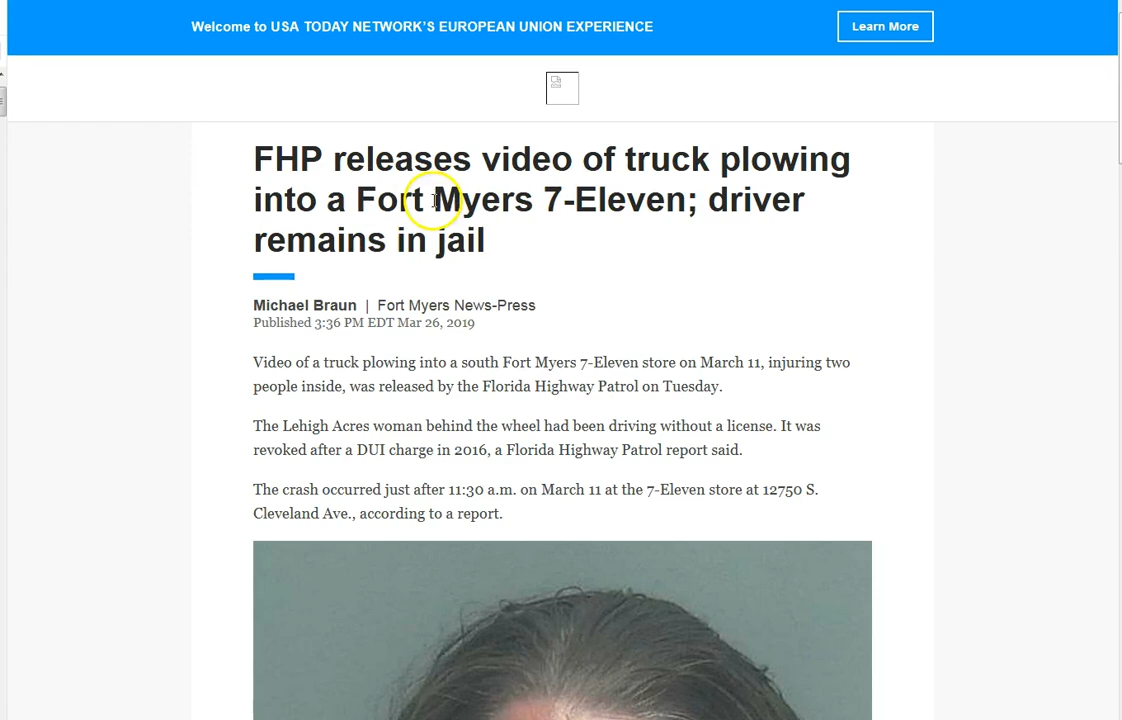 Welcome to USA TODAY NETWORK’S EUROPEAN UNION EXPERIENCE
Learn More
FHP releases video of truck plowing
into a Fort Myers 7-Eleven; driver
remains in jail
Michael Braun | Fort Myers News-Press
Published 3:36 PM EDT Mar 26, 2019
Video of a truck plowing into a south Fort Myers 7-Eleven store on March 11, injuring two
people inside, was released by the Florida Highway Patrol on Tuesday.
The Lehigh Acres woman behind the wheel had been driving without a license. It was
revoked after a DUI charge in 2016, a Florida Highway Patrol report said.
The crash occurred just after 11:30 a.m. on March 11 at the 7-Eleven store at 12750 S.
Cleveland Ave., according to a report.